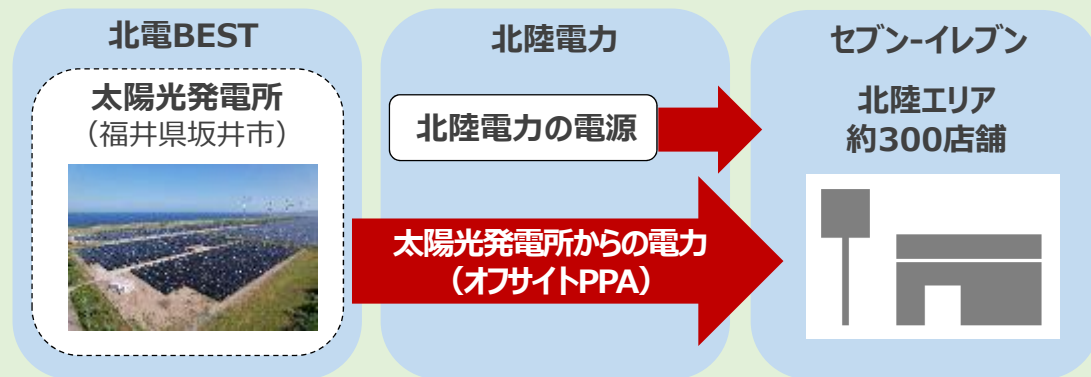 北電BEST
太陽光発電所
（福井県坂井市）
北陸電力
北陸電力の電源
太陽光発電所からの電力
（オフサイトPPA）
セブン-イレブン
北陸エリア
約300店舗